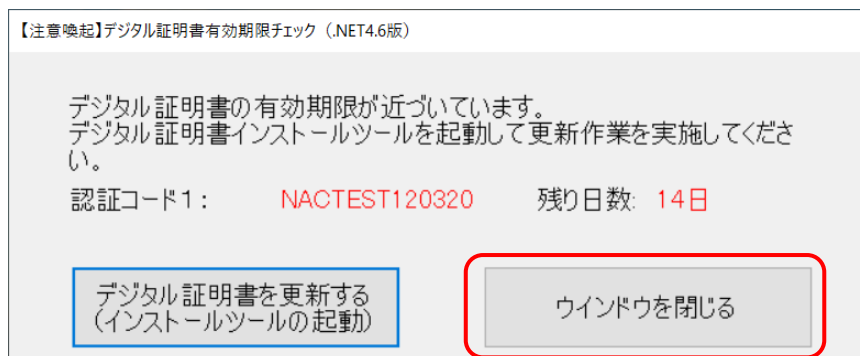 【注意喚起】デジタル証明書有効期限チェック（.NET4.6版）
デジタル証明書の有効期限が近づいています。
デジタル証明書インストールツールを起動して更新作業を実施してくださ
い。
認証コード1： NACTEST120320 残り日数: 14日
デジタル証明書を更新する
(インストールツールの起動)
ウインドウを閉じる